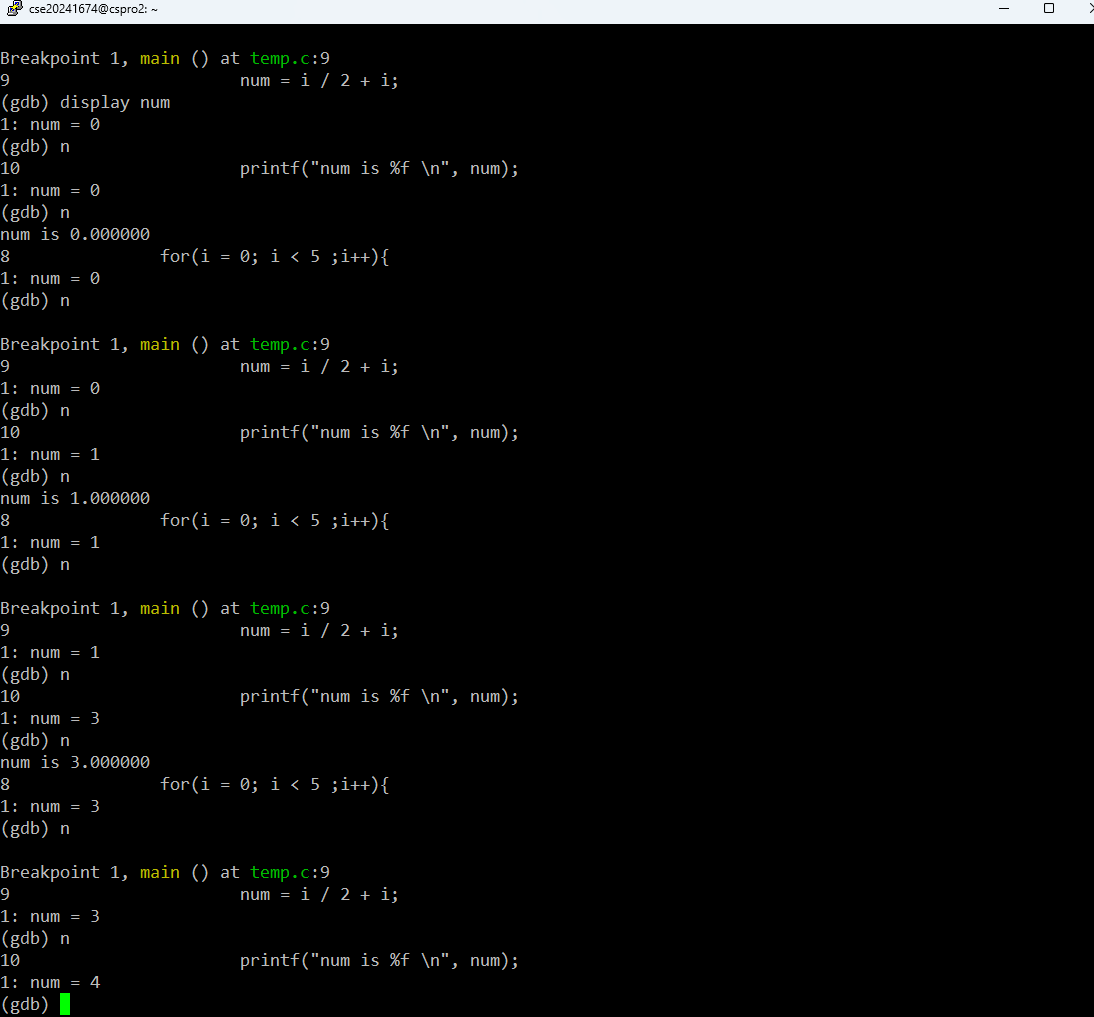 cse20241674@cspro2: ~
Breakpoint 1, main () at temp.c:9
9                       num = i / 2 + i;
(gdb) display num
1: num = 0
(gdb) n
10                      printf("num is %f \n", num);
1: num = 0
(gdb) n
num is 0.000000
8               for(i = 0; i < 5 ;i++){
1: num = 0
(gdb) n
Breakpoint 1, main () at temp.c:9
9                       num = i / 2 + i;
1: num = 0
(gdb) n
10                      printf("num is %f \n", num);
1: num = 1
(gdb) n
num is 1.000000
8               for(i = 0; i < 5 ;i++){
1: num = 1
(gdb) n
Breakpoint 1, main () at temp.c:9
9                       num = i / 2 + i;
1: num = 1
(gdb) n
10                      printf("num is %f \n", num);
1: num = 3
(gdb) n
num is 3.000000
8               for(i = 0; i < 5 ;i++){
1: num = 3
(gdb) n
Breakpoint 1, main () at temp.c:9
9                       num = i / 2 + i;
1: num = 3
(gdb) n
10                      printf("num is %f \n", num);
1: num = 4
(gdb)